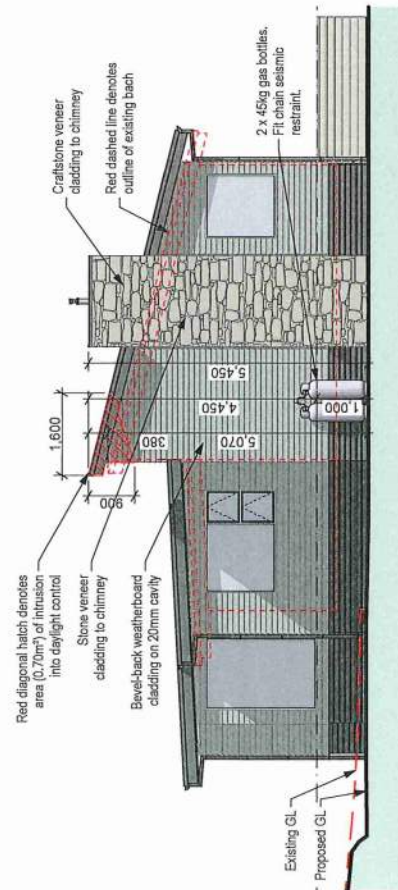 Red diagonal hatch denotes
area (0.70m²) of intrusion
into daylight control
Stone veneer
cladding to chimney
Bevel-back weatherboard
cladding on 20mm cavity
Existing GL
Proposed GL
1,600
900
380
5,070
4,450
5,450
1,000
Craftstone veneer
cladding to chimney
Red dashed line denotes
outline of existing bach
2 x 45kg gas bottles.
Fit chain seismic
restraint.